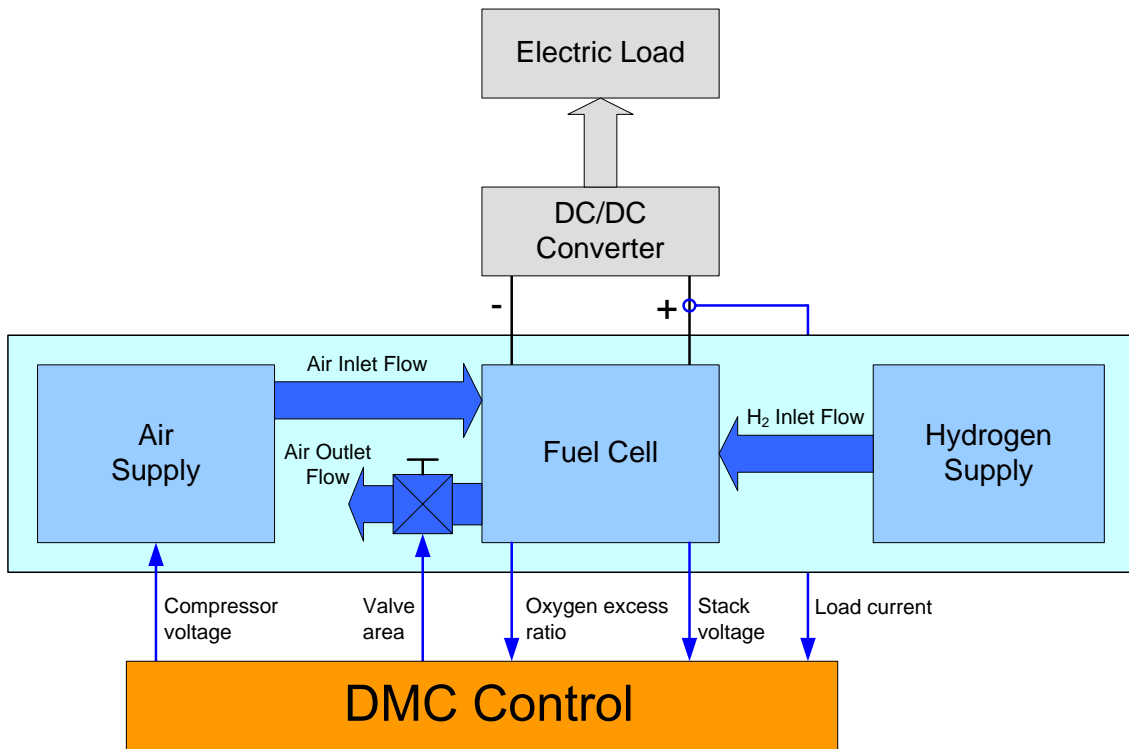 Electric Load
DC/DC
Converter
-
+
Air Inlet Flow
Air
Supply
Air Outlet
Flow
Fuel Cell
H₂ Inlet Flow
Hydrogen
Supply
Compressor
voltage
Valve
area
Oxygen excess
ratio
Stack
voltage
Load current
DMC Control